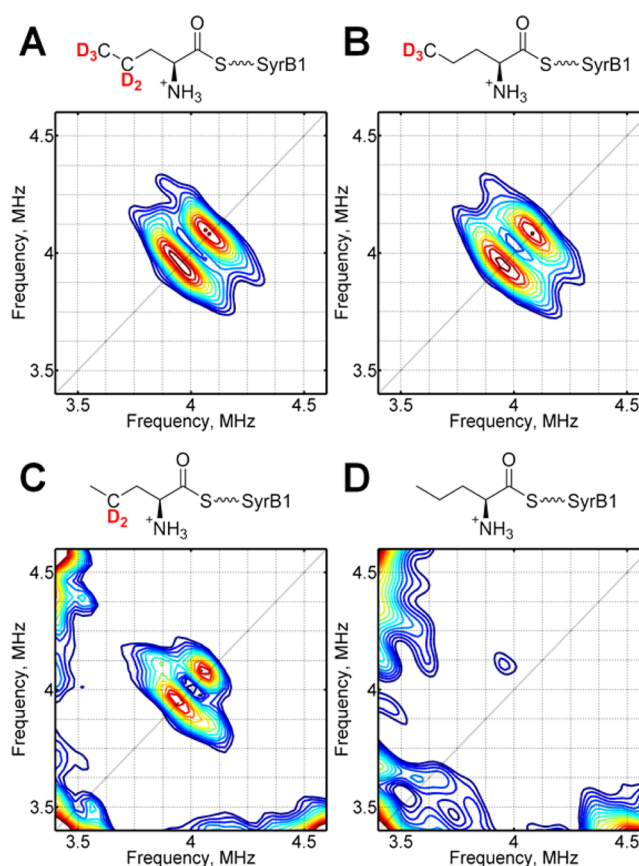 A
B
O
D3
D2
S
SyrB1
+NH3
O
D3
S
SyrB1
+NH3
4.5
4
3.5
3.5 4 4.5
Frequency, MHz
Frequency, MHz
4.5
4
3.5
3.5 4 4.5
Frequency, MHz
Frequency, MHz
C
D
O
D2
S
SyrB1
+NH3
O
S
SyrB1
+NH3
4.5
4
3.5
3.5 4 4.5
Frequency, MHz
Frequency, MHz
4.5
4
3.5
3.5 4 4.5
Frequency, MHz
Frequency, MHz